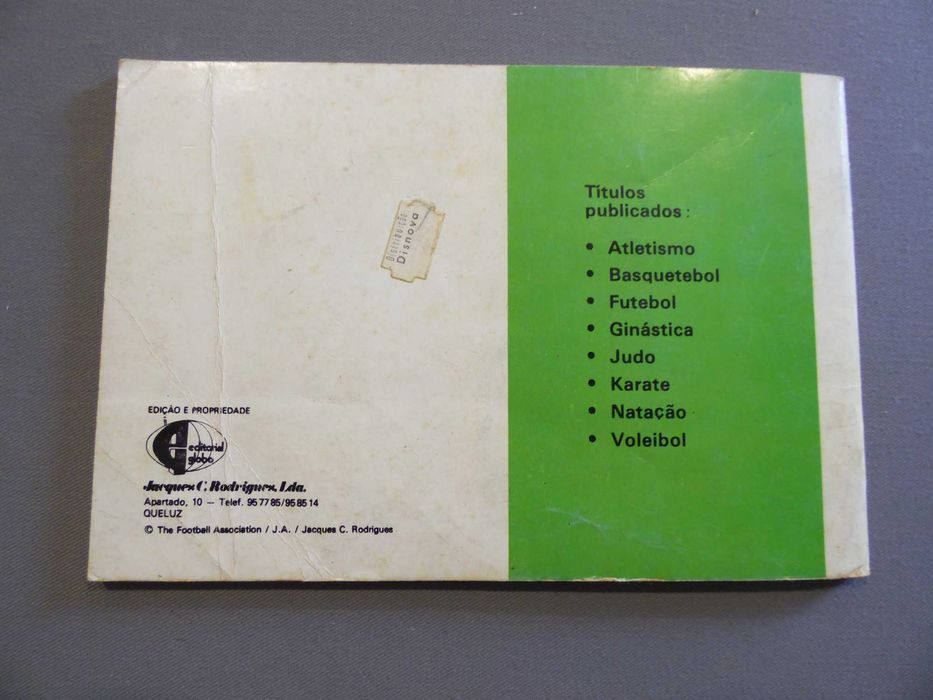 Distribuição
Disnova
EDIÇÃO E PROPRIEDADE
editorial
globo
Jacques C. Rodrigues, Lda.
Apartado, 10 — Telef. 95 77 85/95 85 14
QUELUZ
© The Football Association / J.A. / Jacques C. Rodrigues
Títulos
publicados :
• Atletismo
• Basquetebol
• Futebol
• Ginástica
• Judo
• Karate
• Natação
• Voleibol